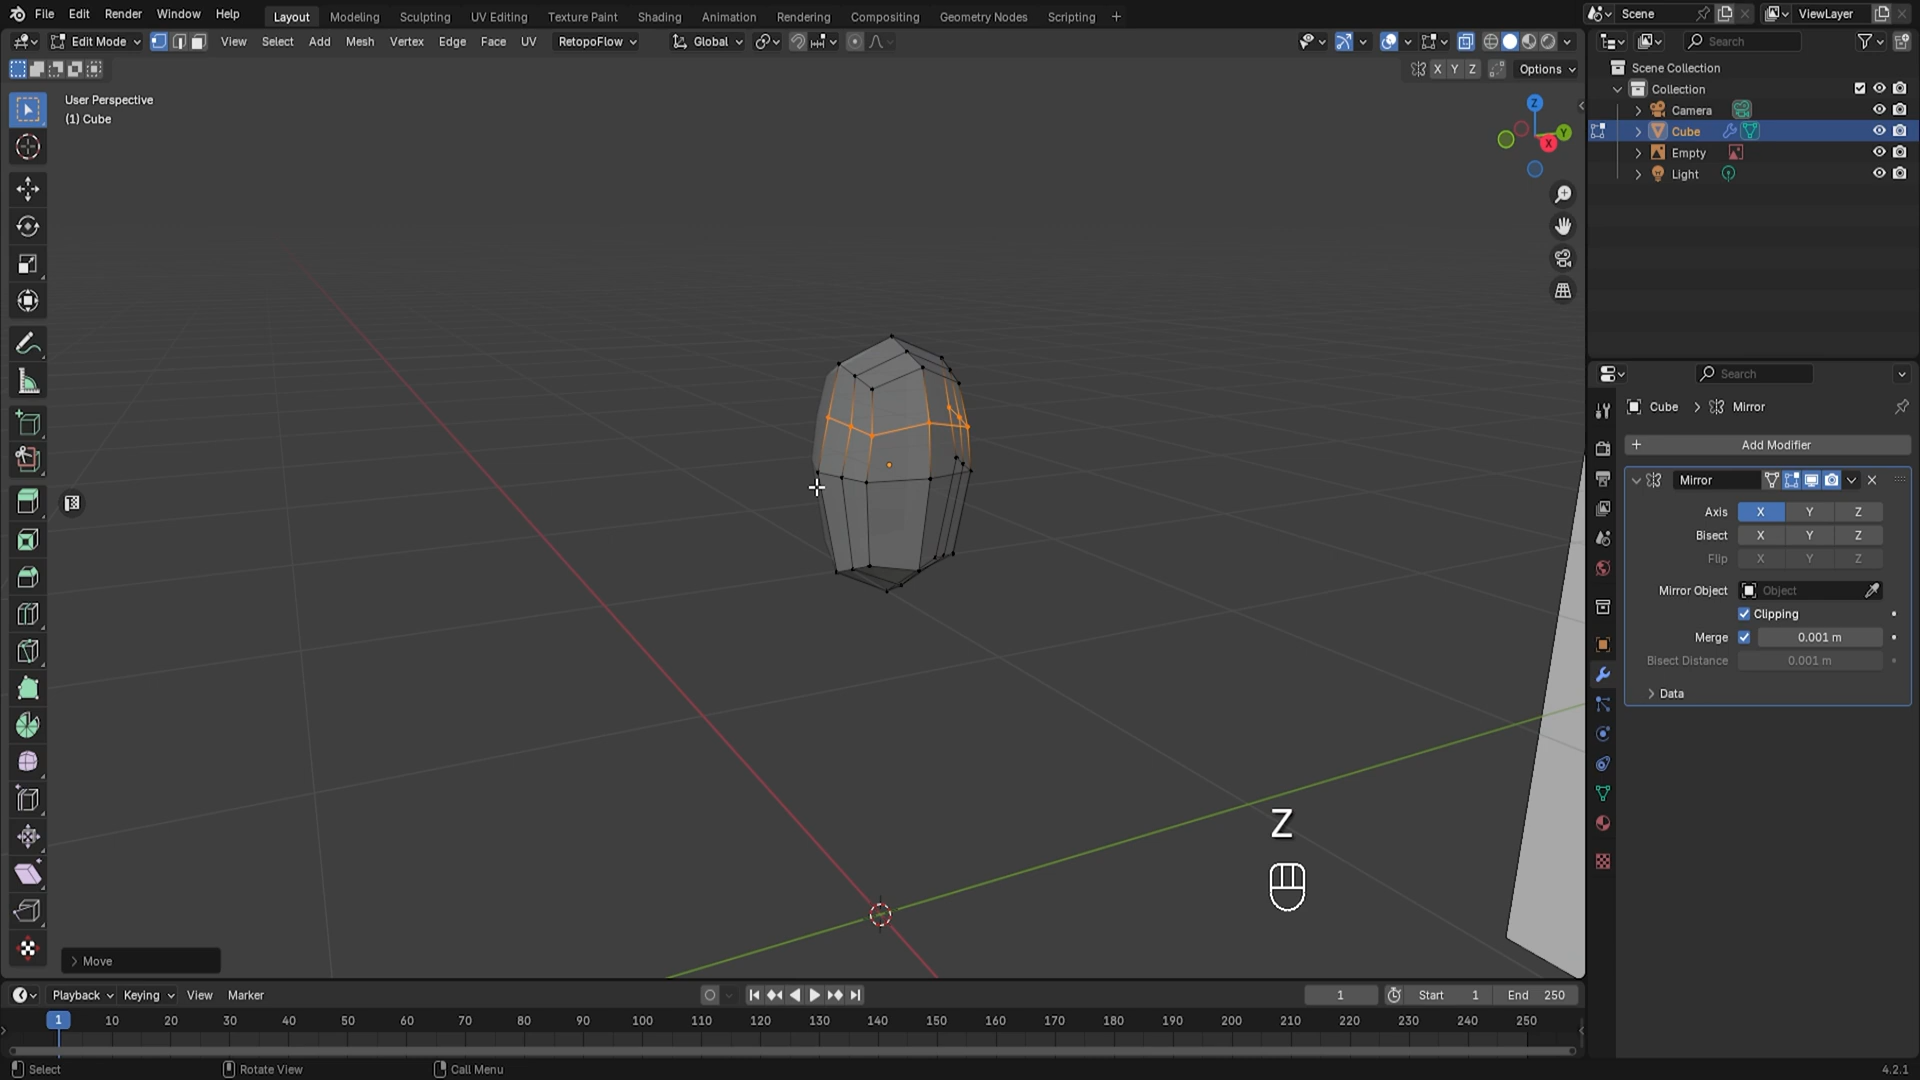 File Edit Render Window Help Layout Modeling Sculpting UV Editing Texture Paint Shading Animation Rendering Compositing Geometry Nodes Scripting + Scene ViewLayer
Edit Mode View Select Add Mesh Vertex Edge Face UV RetopoFlow Global Search
X Y Z Options
User Perspective
(1) Cube
Z
Y
X
Scene Collection
Collection
Camera
Cube
Empty
Light
Search
Cube > Mirror
+ Add Modifier
Mirror
Axis X Y Z
Bisect X Y Z
Flip X Y Z
Mirror Object Object
Clipping
Merge 0.001 m
Bisect Distance 0.001 m
Data
Z
Move
Playback Keying View Marker 1 Start 1 End 250
1 10 20 30 40 50 60 70 80 90 100 110 120 130 140 150 160 170 180 190 200 210 220 230 240 250
Select Rotate View Call Menu 4.2.1